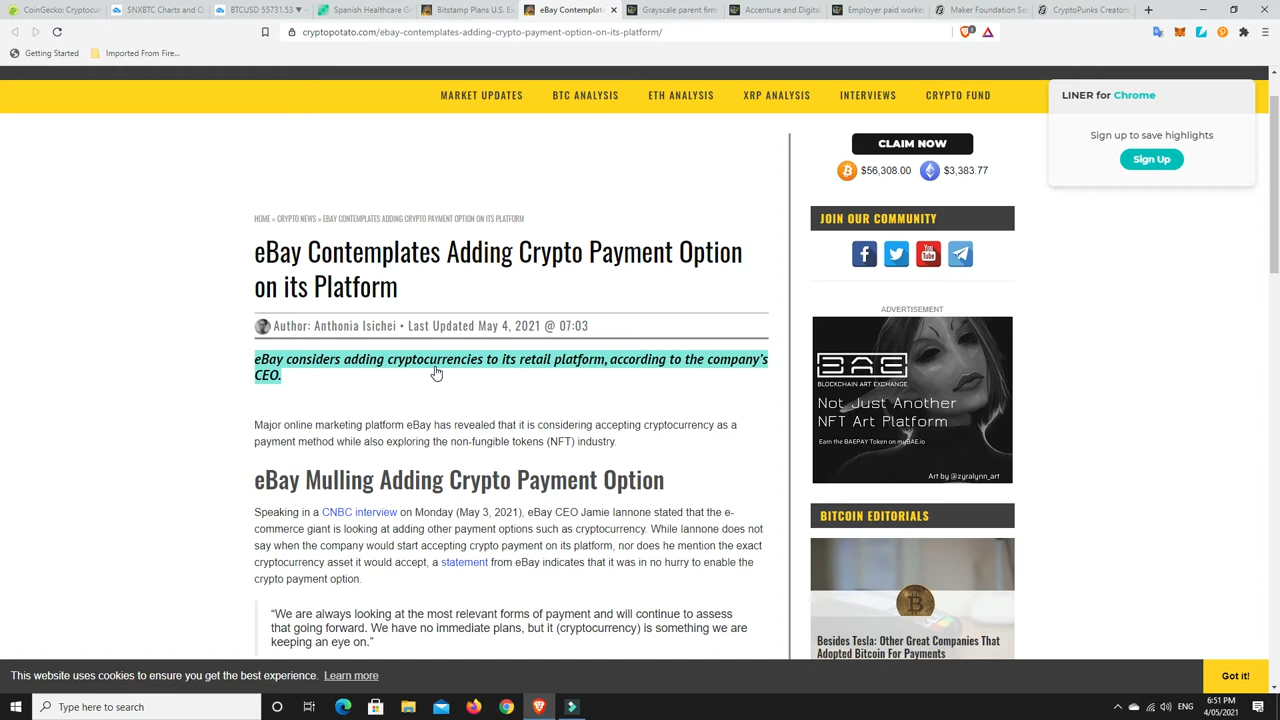 CoinGecko: Charts and C
SNXBTC Charts and Q
BTCUSD 55731.53
Spanish Healthcare G
Bitstamp Plans U.S. E
eBay Contemplate
Grayscale parent firm
Accenture and Digita
Employer paid worke
Maker Foundation Se
CryptoPunks Creators
cryptopotato.com/ebay-contemplates-adding-crypto-payment-option-on-its-platform/
Getting Started
Imported From Fire...
MARKET UPDATES
BTC ANALYSIS
ETH ANALYSIS
XRP ANALYSIS
INTERVIEWS
CRYPTO FUND
LINER for Chrome
Sign up to save highlights
Sign Up
CLAIM NOW
$56,308.00
$3,383.77
HOME » CRYPTO NEWS » EBAY CONTEMPLATES ADDING CRYPTO PAYMENT OPTION ON ITS PLATFORM
eBay Contemplates Adding Crypto Payment Option
on its Platform
Author: Anthonia Isichei • Last Updated May 4, 2021 @ 07:03
eBay considers adding cryptocurrencies to its retail platform, according to the company's
CEO.
Major online marketing platform eBay has revealed that it is considering accepting cryptocurrency as a
payment method while also exploring the non-fungible tokens (NFT) industry.
eBay Mulling Adding Crypto Payment Option
Speaking in a CNBC interview on Monday (May 3, 2021), eBay CEO Jamie Iannone stated that the e-
commerce giant is looking at adding other payment options such as cryptocurrency. While Iannone does not
say when the company would start accepting crypto payment on its platform, nor does he mention the exact
cryptocurrency asset it would accept, a statement from eBay indicates that it was in no hurry to enable the
crypto payment option.
“We are always looking at the most relevant forms of payment and will continue to assess
that going forward. We have no immediate plans, but it (cryptocurrency) is something we are
keeping an eye on.”
JOIN OUR COMMUNITY
You
Tube
ADVERTISEMENT
BAE
BLOCKCHAIN ART EXCHANGE
Not Just Another
NFT Art Platform
Earn the BAEPAY Token on myBAE.io
Art by @zyralynn_art
BITCOIN EDITORIALS
Besides Tesla: Other Great Companies That
Adopted Bitcoin For Payments
This website uses cookies to ensure you get the best experience. Learn more
Got it!
Type here to search
ENG
6:51 PM
4/05/2021